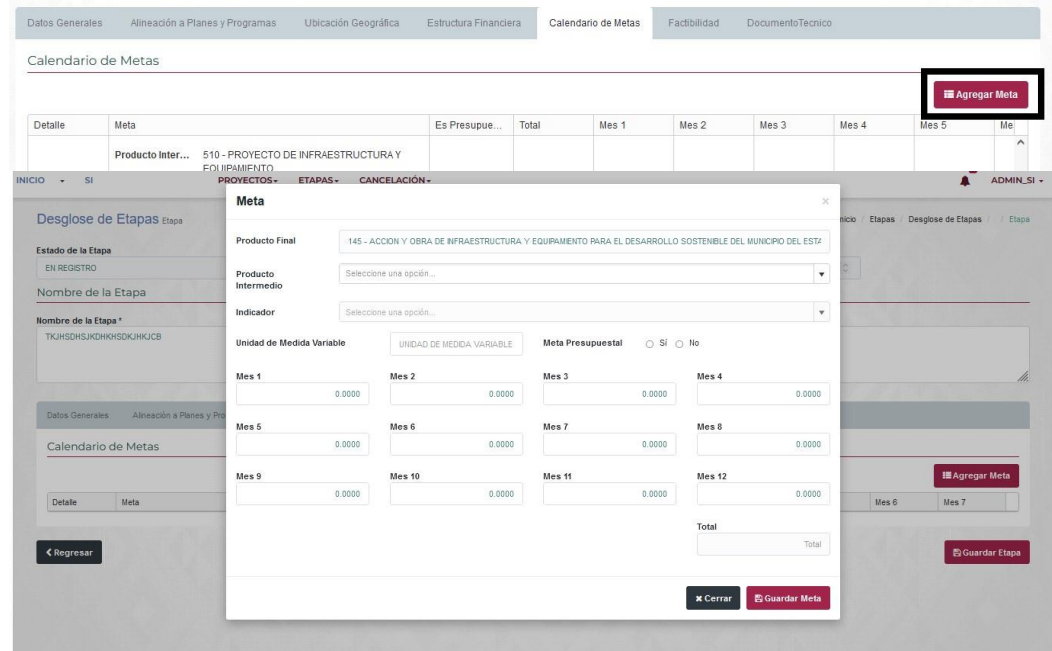 Datos Generales Alineación a Planes y Programas Ubicación Geográfica Estructura Financiera Calendario de Metas Factibilidad DocumentoTecnico
Calendario de Metas
Agregar Meta
Detalle Meta Es Presupue... Total Mes 1 Mes 2 Mes 3 Mes 4 Mes 5 Me
Producto Inter... 510 - PROYECTO DE INFRAESTRUCTURA Y
EQUIPAMIENTO
INICIO SI PROYECTOS ETAPAS CANCELACIÓN ADMIN_SI
Meta ×
Desglose de Etapas Etapa nicio / Etapas / Desglose de Etapas / / Etapa
Producto Final 145 - ACCION Y OBRA DE INFRAESTRUCTURA Y EQUIPAMIENTO PARA EL DESARROLLO SOSTENIBLE DEL MUNICIPIO DEL ESTA
Estado de la Etapa
EN REGISTRO
Producto Intermedio Seleccione una opción...
Nombre de la Etapa
Indicador Seleccione una opción...
Nombre de la Etapa *
TKJHSDHSJKDHKHSDKJHKJCB
Unidad de Medida Variable UNIDAD DE MEDIDA VARIABLE Meta Presupuestal Sí No
Mes 1 Mes 2 Mes 3 Mes 4
0.0000 0.0000 0.0000 0.0000
Datos Generales Alineación a Planes y Pro
Mes 5 Mes 6 Mes 7 Mes 8
0.0000 0.0000 0.0000 0.0000
Calendario de Metas
Mes 9 Mes 10 Mes 11 Mes 12
0.0000 0.0000 0.0000 0.0000
Agregar Meta
Detalle Meta Mes 6 Mes 7
Total
Total
Regresar Guardar Etapa
Cerrar Guardar Meta